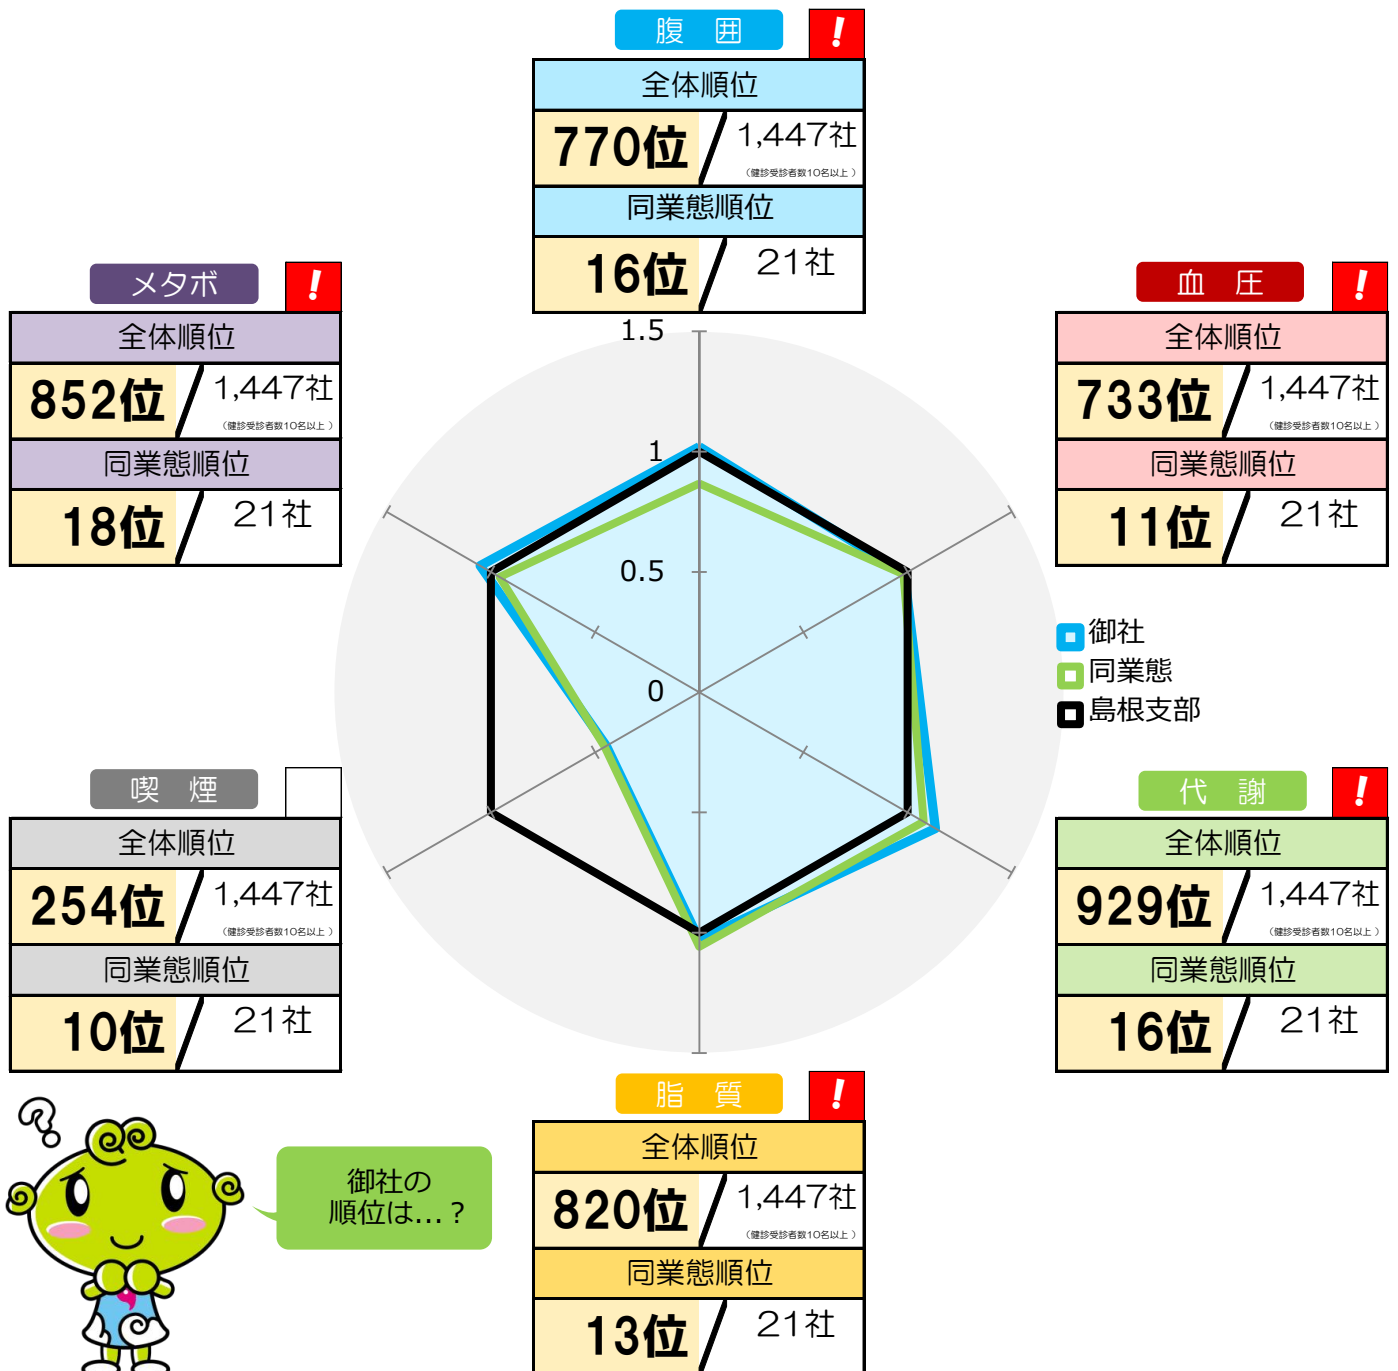 腹 囲
!
全体順位
770位 / 1,447社
(健診受診者数10名以上)
同業態順位
16位 / 21社
メタボ
!
全体順位
852位 / 1,447社
(健診受診者数10名以上)
同業態順位
18位 / 21社
血 圧
!
全体順位
733位 / 1,447社
(健診受診者数10名以上)
同業態順位
11位 / 21社
1.5
1
0.5
0
御社
同業態
島根支部
喫 煙
全体順位
254位 / 1,447社
(健診受診者数10名以上)
同業態順位
10位 / 21社
代 謝
!
全体順位
929位 / 1,447社
(健診受診者数10名以上)
同業態順位
16位 / 21社
脂 質
!
全体順位
820位 / 1,447社
(健診受診者数10名以上)
同業態順位
13位 / 21社
?
御社の
順位は…?